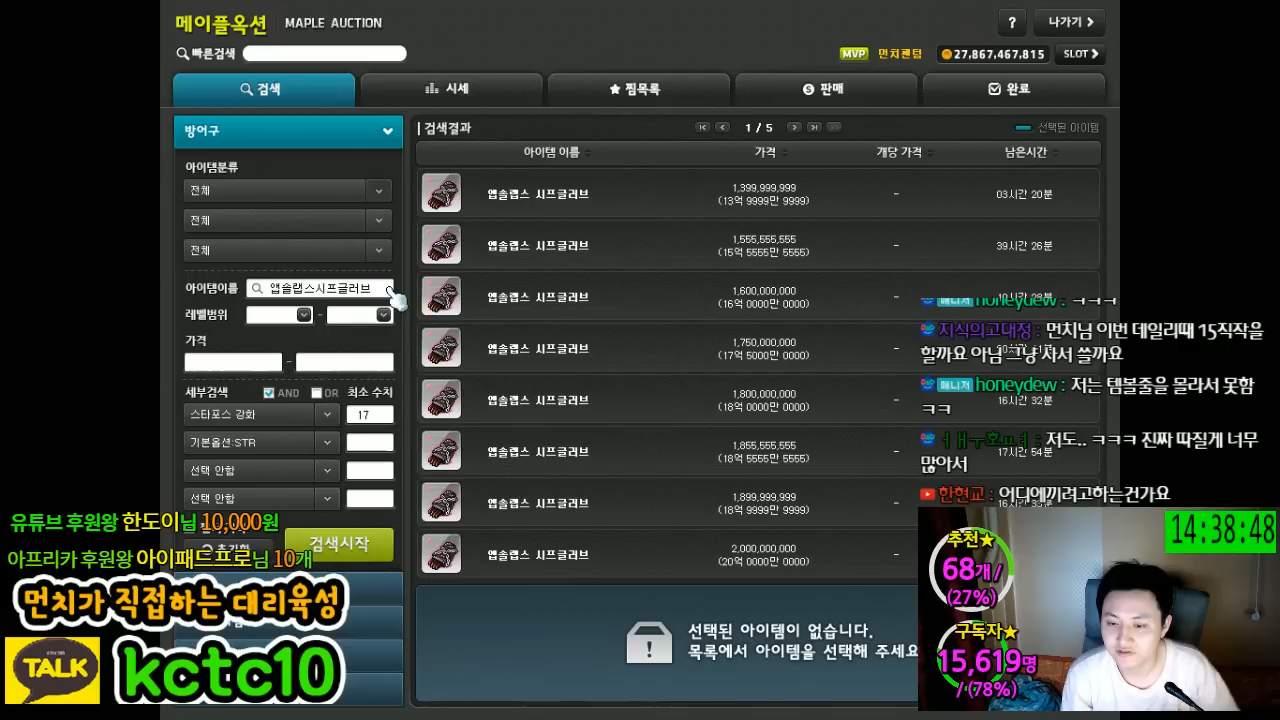 메이플옥션 MAPLE AUCTION
? 나가기
빠른검색
MVP 먼치켄텀 27,867,467,815 SLOT
검색 시세 찜목록 판매 완료
방어구
검색결과 1 / 5 선택된 아이템
아이템 이름 가격 개당 가격 남은시간
아이템분류
전체
전체
전체
아이템이름 앱솔랩스시프글러브
레벨범위 -
가격
-
세부검색 AND OR 최소 수치
스타포스 강화 17
기본옵션:STR
선택 안함
선택 안함
검색시작
앱솔랩스 시프글러브 1,399,999,999 - 03시간 20분
(13억 9999만 9999)
앱솔랩스 시프글러브 1,555,555,555 - 39시간 26분
(15억 5555만 5555)
앱솔랩스 시프글러브 1,600,000,000 -
(16억 0000만 0000)
앱솔랩스 시프글러브 1,750,000,000 -
(17억 5000만 0000)
앱솔랩스 시프글러브 1,800,000,000 - 16시간 32분
(18억 0000만 0000)
앱솔랩스 시프글러브 1,855,555,555 - 17시간 54분
(18억 5555만 5555)
앱솔랩스 시프글러브 1,899,999,999 -
(18억 9999만 9999)
앱솔랩스 시프글러브 2,000,000,000 -
(20억 0000만 0000)
선택된 아이템이 없습니다.
목록에서 아이템을 선택해 주세요
매니저 honeydew : ㅋㅋㅋ
지식의고대정 : 먼치님 이번 데일리때 15직작을
할까요 아님 그냥 사서 쓸까요
매니저 honeydew : 저는 템볼줄을 몰라서 못함
ㅋㅋ
저도.. ㅋㅋㅋ 진짜 따질게 너무
많아서
한현교 : 어디에끼려고하는건가요
유튜브 후원왕 한도이님 10,000원
아프리카 후원왕 아이패드프로님 10개
먼치가 직접하는 대리육성
TALK kctc10
14:38:48
추천★
68개/
(27%)
구독자★
15,619명
/ (78%)